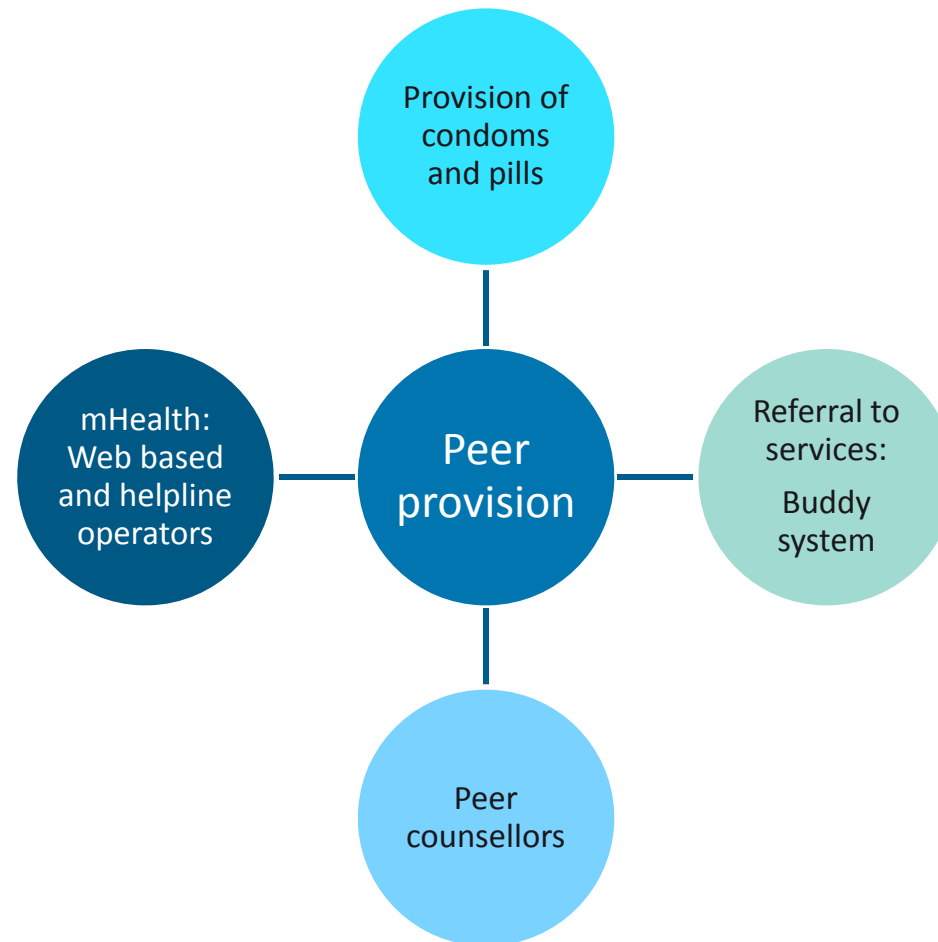 Provision of
condoms
and pills
mHealth:
Web based
and helpline
operators
Peer
provision
Referral to
services:
Buddy
system
Peer
counsellors